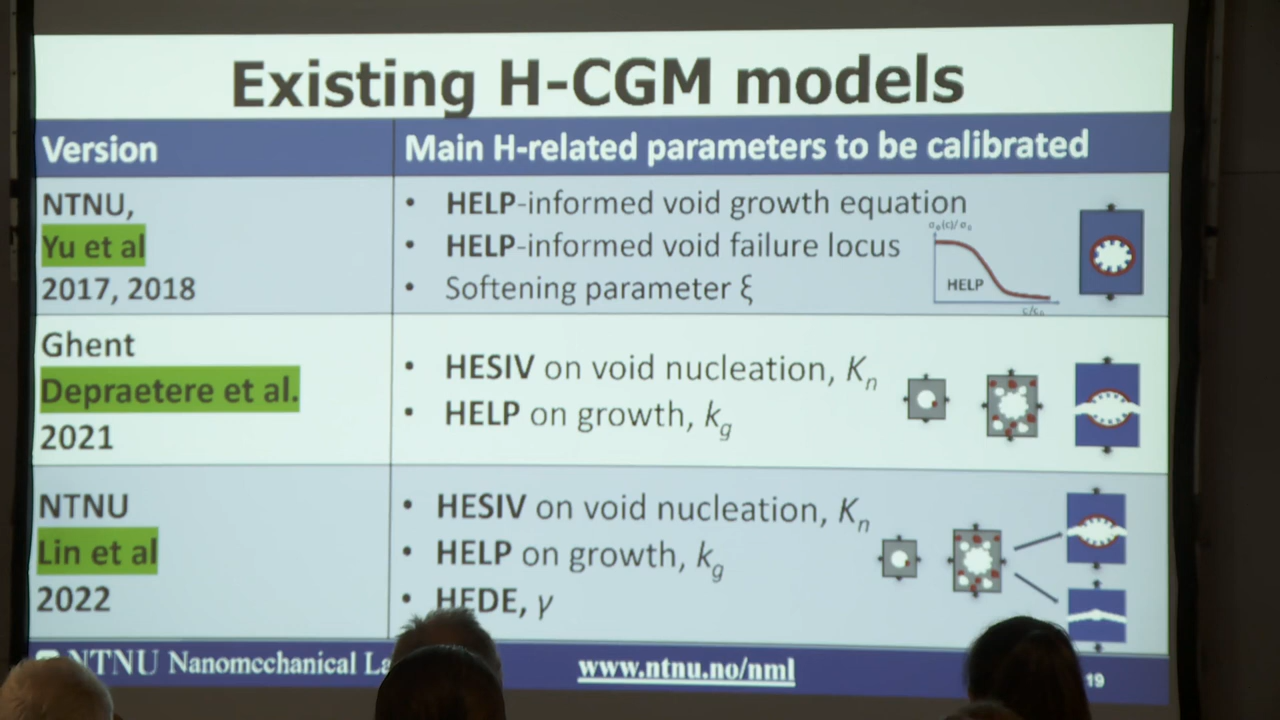 Existing H-CGM models
Version
Main H-related parameters to be calibrated
NTNU,
Yu et al
2017, 2018
• HELP-informed void growth equation
• HELP-informed void failure locus
• Softening parameter ξ
HELP
c/c₀
Ghent
Depraetere et al.
2021
• HESIV on void nucleation, Kn
• HELP on growth, kg
NTNU
Lin et al
2022
• HESIV on void nucleation, Kn
• HELP on growth, kg
• HEDE, γ
NTNU Nanomechanical
www.ntnu.no/nml
19